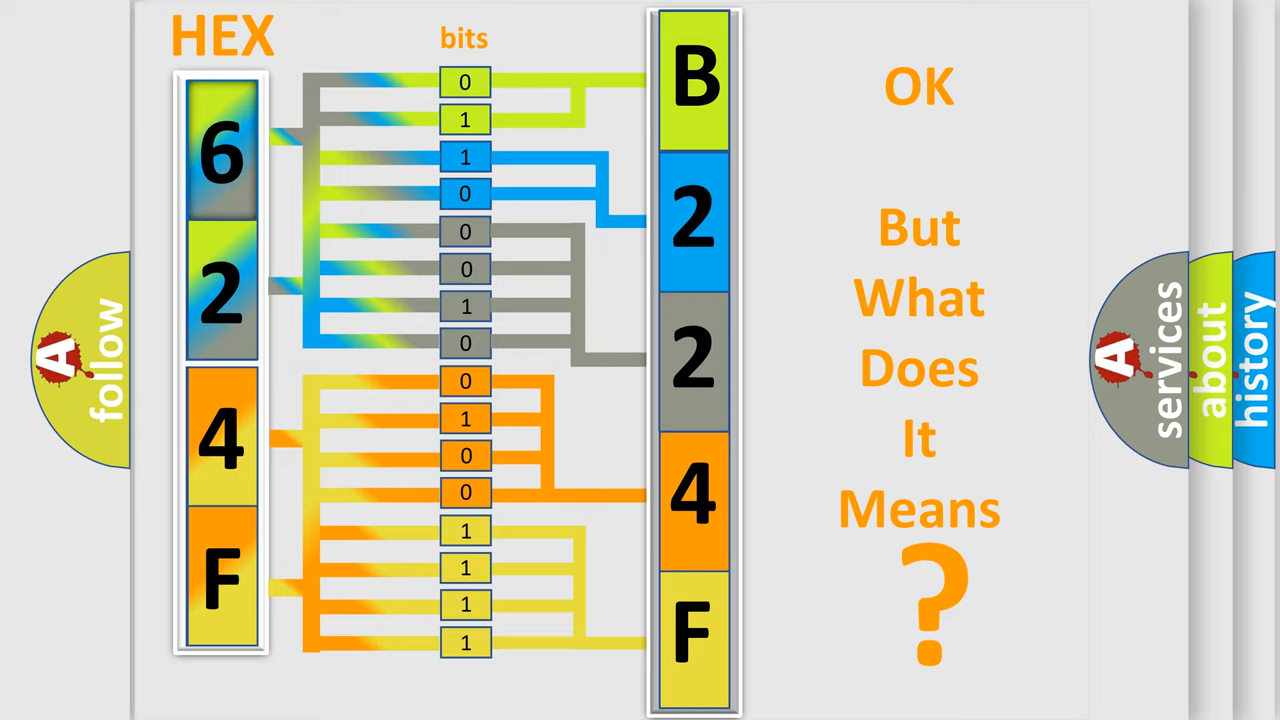 HEX
bits
6
2
4
F
0
1
1
0
0
0
1
0
0
1
0
0
1
1
1
1
B
2
2
4
F
OK
But
What
Does
It
Means
?
A
follow
A
services
about
history